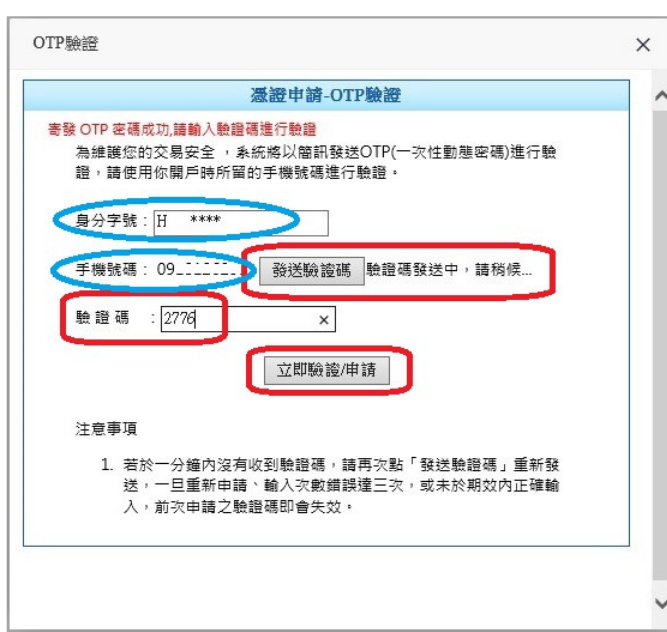 OTP驗證
憑證申請-OTP驗證
寄發 OTP 密碼成功,請輸入驗證碼進行驗證
為維護您的交易安全 ，系統將以簡訊發送OTP(一次性動態密碼)進行驗
證，請使用你開戶時所留的手機號碼進行驗證。
身分字號：H ****
手機號碼： 09 發送驗證碼 驗證碼發送中，請稍候...
驗 證 碼 ：2776 ×
立即驗證/申請
注意事項
1. 若於一分鐘內沒有收到驗證碼，請再次點「發送驗證碼」重新發
送，一旦重新申請、輸入次數錯誤達三次，或未於期效內正確輸
入，前次申請之驗證碼即會失效。